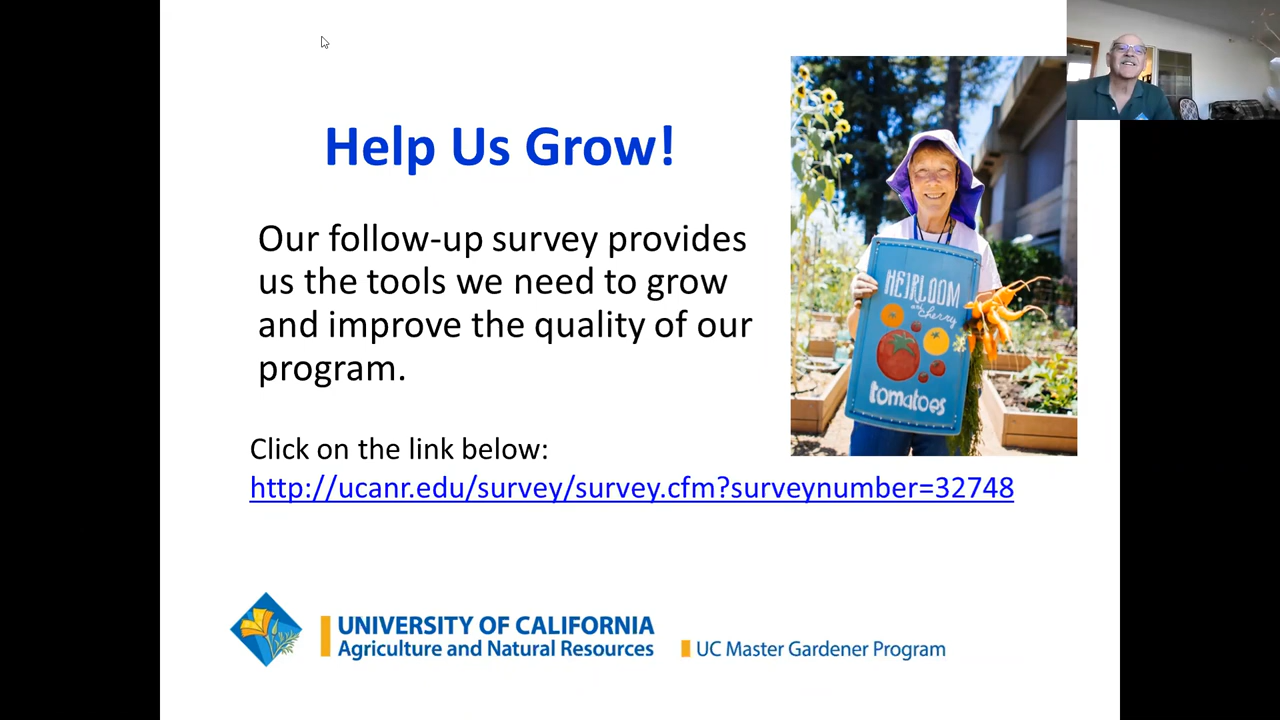 Help Us Grow!
Our follow-up survey provides
us the tools we need to grow
and improve the quality of our
program.
Click on the link below:
http://ucanr.edu/survey/survey.cfm?surveynumber=32748
HEIRLOOM
and cherry
tomatoes
UNIVERSITY OF CALIFORNIA
Agriculture and Natural Resources
UC Master Gardener Program